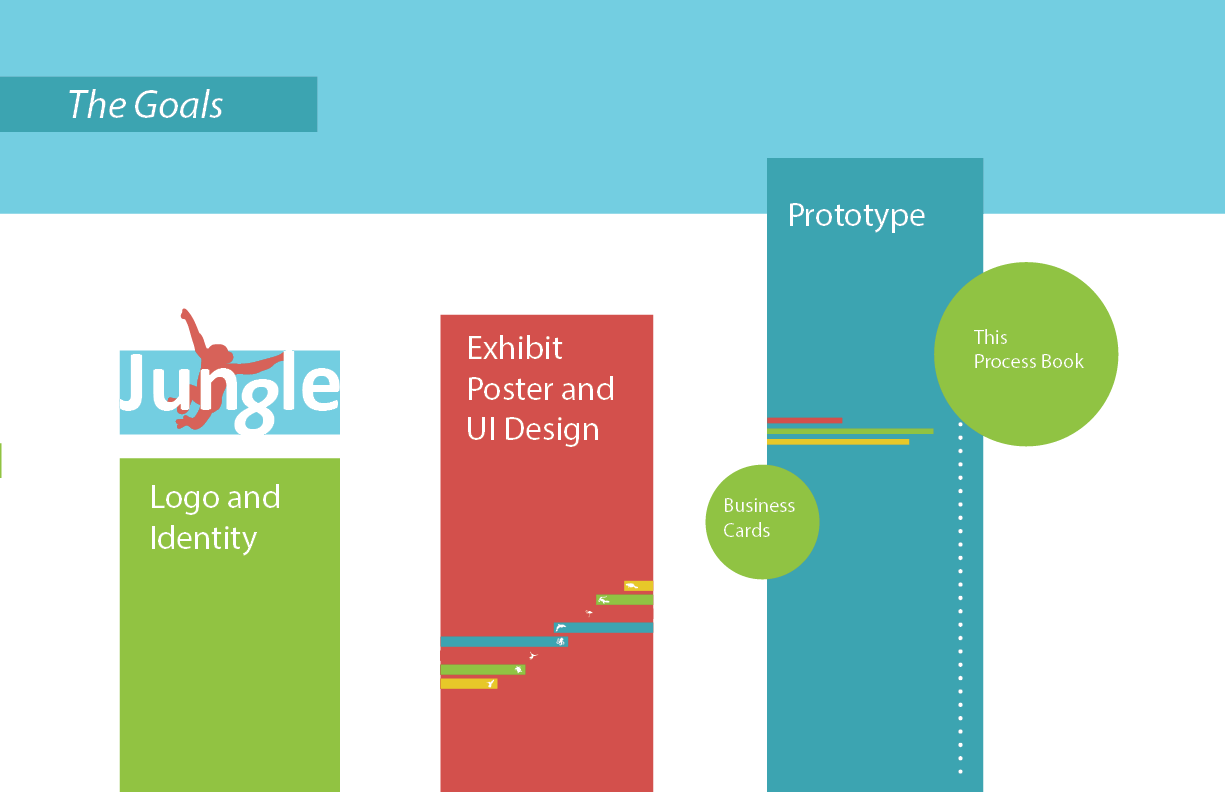 The Goals
Jungle
Logo and
Identity
Exhibit
Poster and
UI Design
Prototype
This
Process Book
Business
Cards